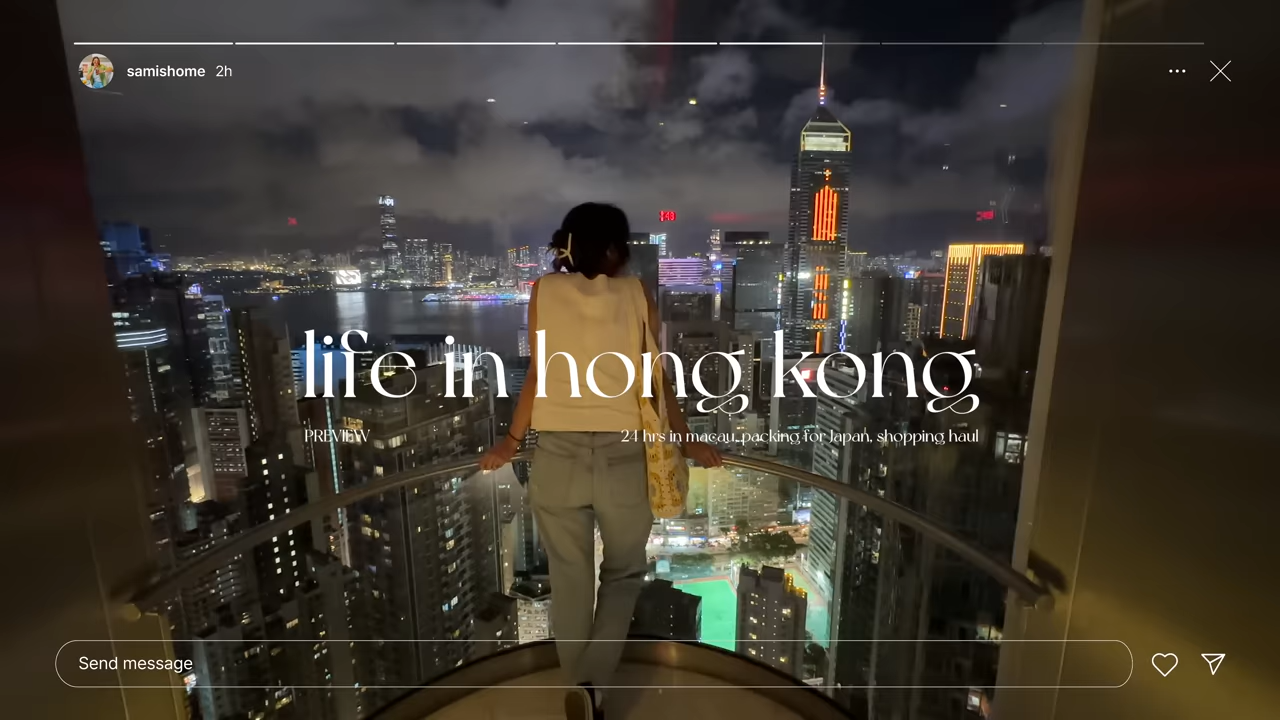 samishome 2h
life in hong kong
PREVIEW
24 hrs in macau, packing for Japan, shopping haul
Send message